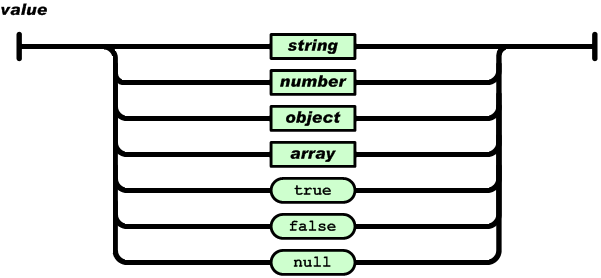 value
string
number
object
array
true
false
null